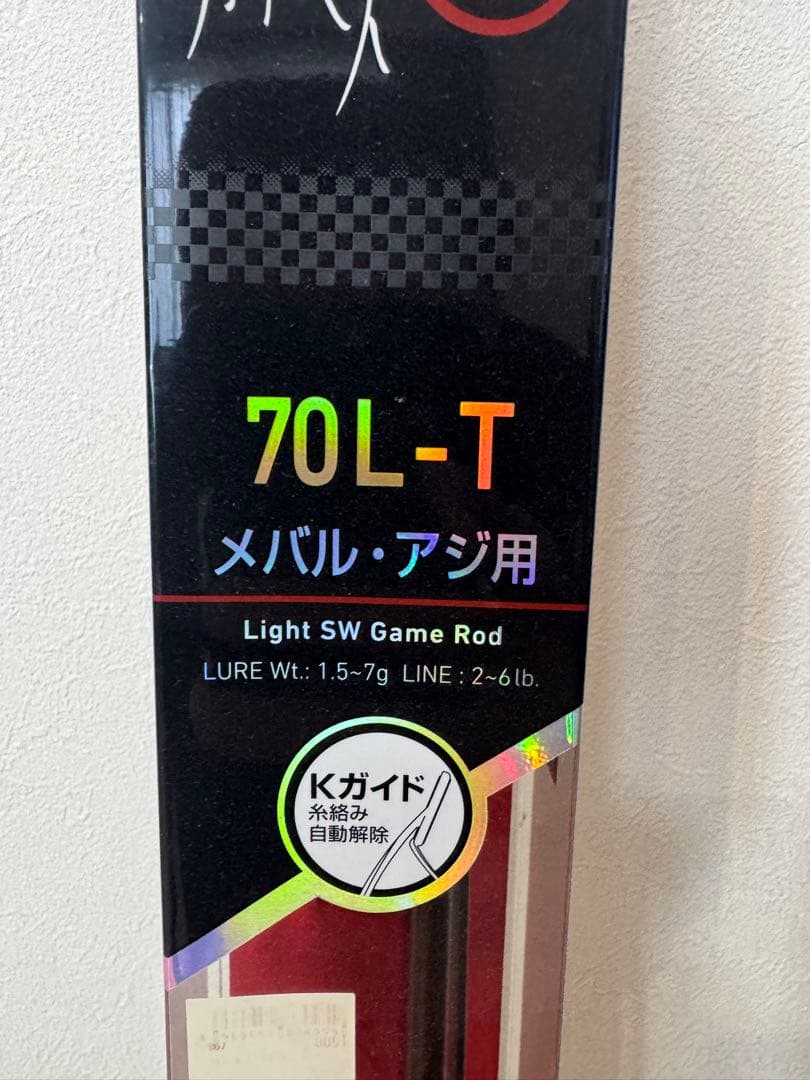 70L-T
メバル・アジ用
Light SW Game Rod
LURE Wt.: 1.5~7g LINE : 2~6lb.
Kガイド
糸絡み
自動解除